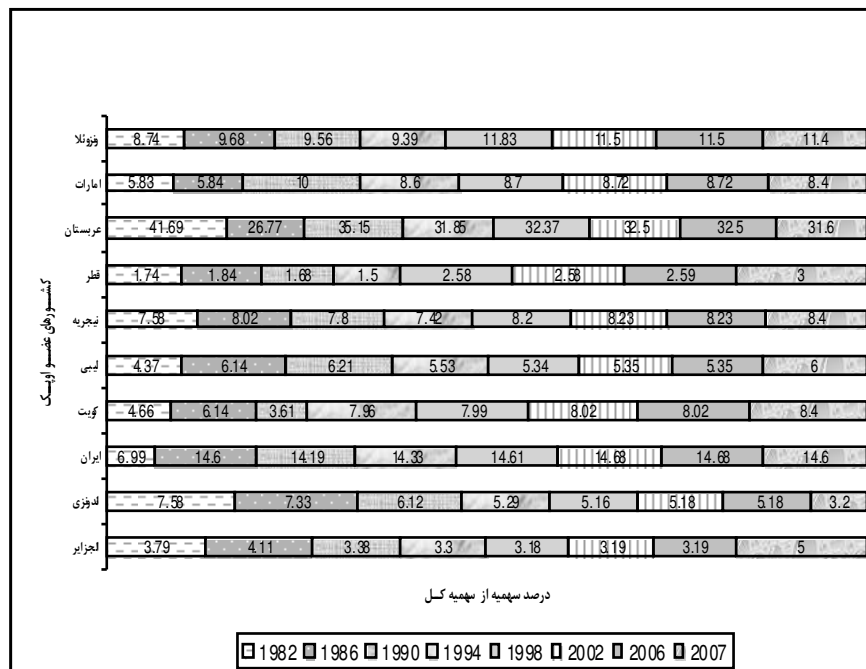 ونزوئلا 8.74 9.68 9.56 9.39 11.83 11.5 11.5 11.4
امارات 5.83 5.84 10 8.6 8.7 8.72 8.72 8.4
عربستان 41.69 26.77 35.15 31.85 32.37 32.5 32.5 31.6
قطر 1.74 1.84 1.68 1.5 2.58 2.58 2.59 3
نیجریه 7.58 8.02 7.8 7.42 8.2 8.23 8.23 8.4
لیبی 4.37 6.14 6.21 5.53 5.34 5.35 5.35 6
کویت 4.66 6.14 3.61 7.96 7.99 8.02 8.02 8.4
ایران 6.99 14.6 14.19 14.33 14.61 14.68 14.68 14.6
اندونزی 7.58 7.33 6.12 5.29 5.16 5.18 5.18 3.2
الجزایر 3.79 4.11 3.38 3.3 3.18 3.19 3.19 5
کشورهای عضو اوپک
درصد سهمیه از سهمیه کل
1982 1986 1990 1994 1998 2002 2006 2007